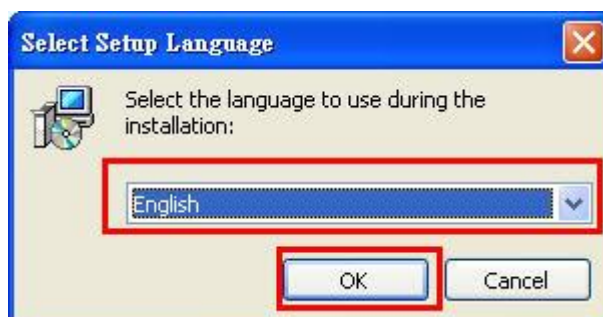 Select Setup Language
Select the language to use during the
installation:
English
OK
Cancel